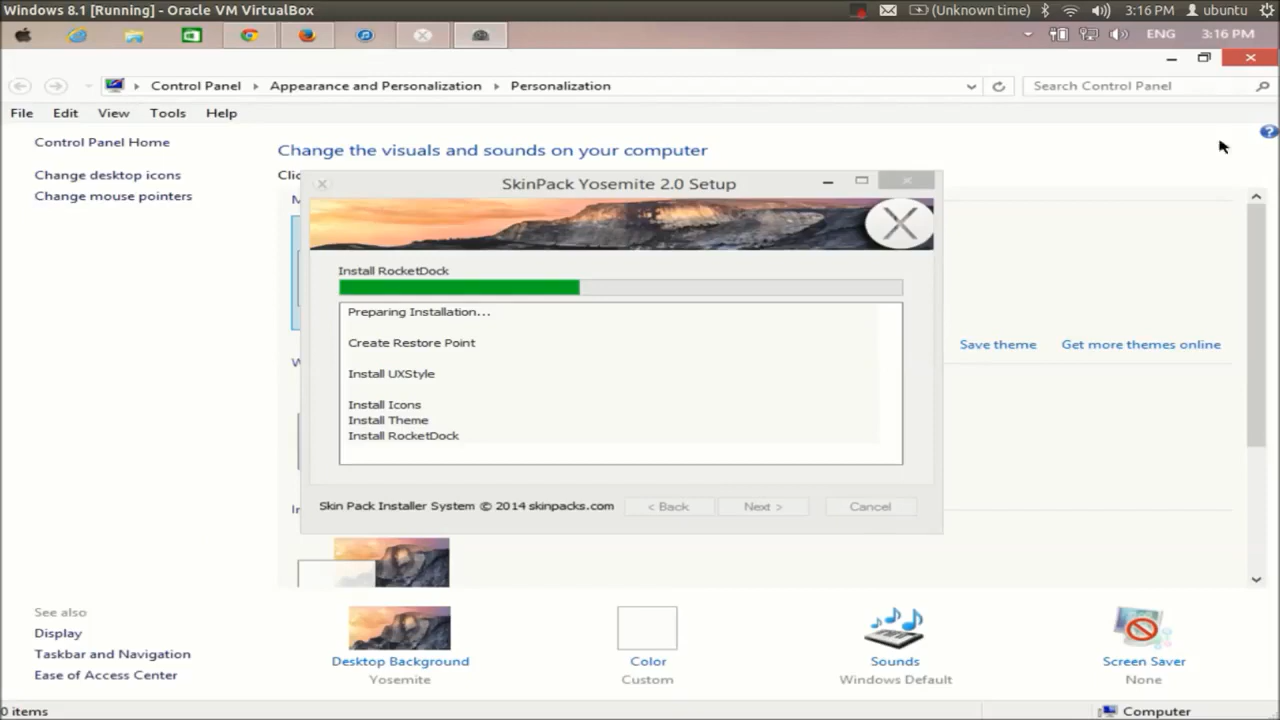 Windows 8.1 [Running] - Oracle VM VirtualBox
(Unknown time) 3:16 PM ubuntu
ENG 3:16 PM
Control Panel Appearance and Personalization Personalization Search Control Panel
File Edit View Tools Help
Control Panel Home
Change the visuals and sounds on your computer
Change desktop icons
Clic
Change mouse pointers
SkinPack Yosemite 2.0 Setup
X
Install RocketDock
Preparing Installation...
Create Restore Point
Save theme Get more themes online
Install UXStyle
Install Icons
Install Theme
Install RocketDock
Skin Pack Installer System © 2014 skinpacks.com < Back Next > Cancel
See also
Display
Taskbar and Navigation
Ease of Access Center
Desktop Background
Yosemite
Color
Custom
Sounds
Windows Default
Screen Saver
None
0 items Computer